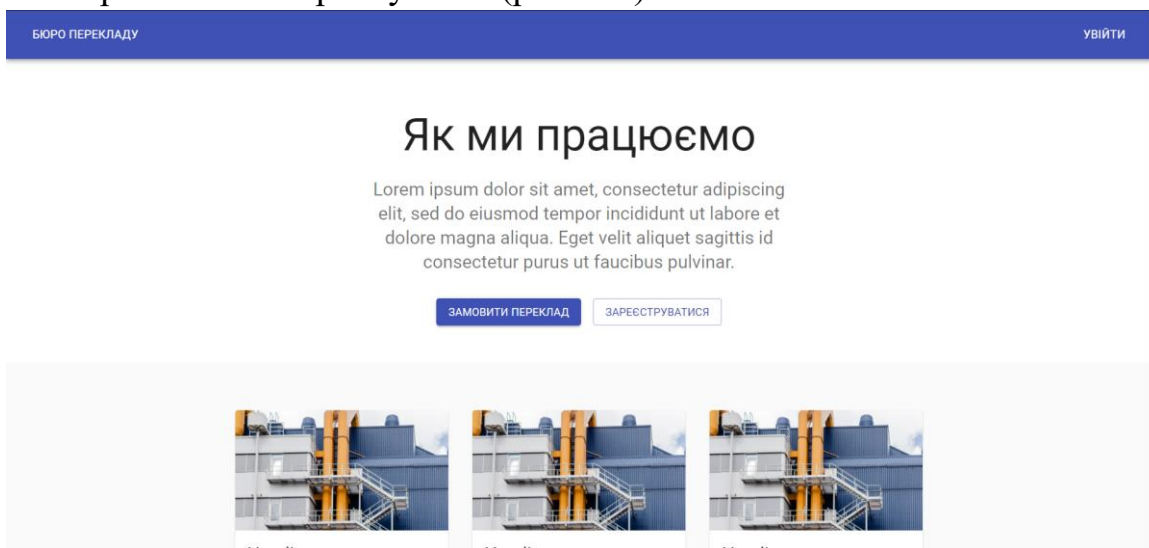 БЮРО ПЕРЕКЛАДУ
УВІЙТИ
Як ми працюємо
Lorem ipsum dolor sit amet, consectetur adipiscing
elit, sed do eiusmod tempor incididunt ut labore et
dolore magna aliqua. Eget velit aliquet sagittis id
consectetur purus ut faucibus pulvinar.
ЗАМОВИТИ ПЕРЕКЛАД
ЗАРЕЄСТРУВАТИСЯ